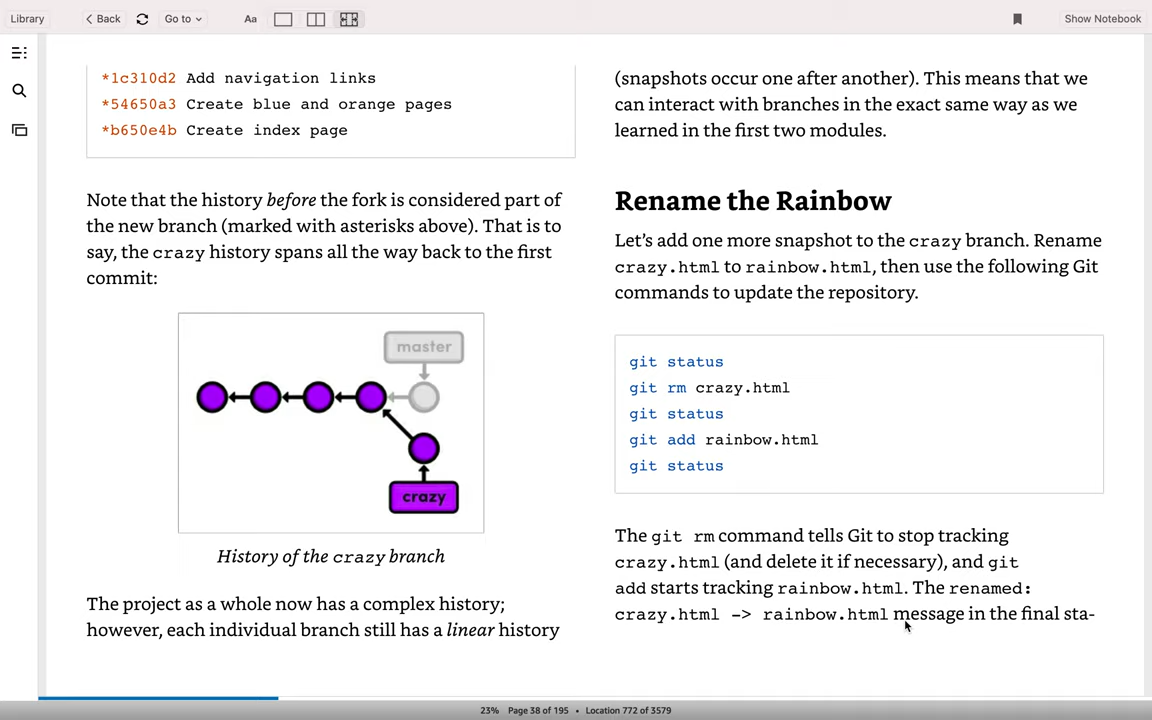 Library
Back
Go to
Aa
Show Notebook
*1c310d2 Add navigation links
*54650a3 Create blue and orange pages
*b650e4b Create index page
Note that the history before the fork is considered part of
the new branch (marked with asterisks above). That is to
say, the crazy history spans all the way back to the first
commit:
master
crazy
History of the crazy branch
The project as a whole now has a complex history;
however, each individual branch still has a linear history
(snapshots occur one after another). This means that we
can interact with branches in the exact same way as we
learned in the first two modules.
Rename the Rainbow
Let's add one more snapshot to the crazy branch. Rename
crazy.html to rainbow.html, then use the following Git
commands to update the repository.
git status
git rm crazy.html
git status
git add rainbow.html
git status
The git rm command tells Git to stop tracking
crazy.html (and delete it if necessary), and git
add starts tracking rainbow.html. The renamed:
crazy.html -> rainbow.html message in the final sta-
23% Page 38 of 195 • Location 772 of 3579